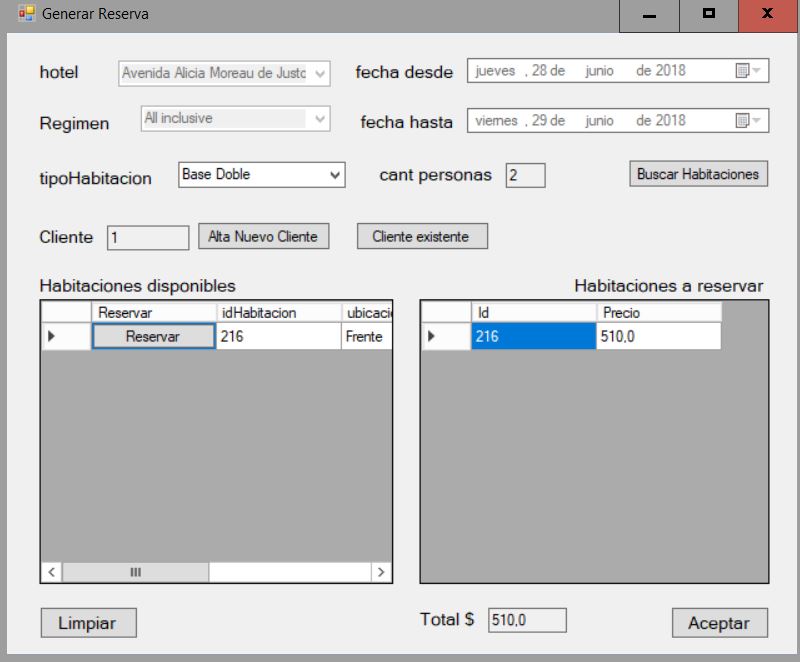 Generar Reserva
hotel Avenida Alicia Moreau de Justo fecha desde jueves , 28 de junio de 2018
Regimen All inclusive fecha hasta viernes , 29 de junio de 2018
tipoHabitacion Base Doble cant personas 2 Buscar Habitaciones
Cliente 1 Alta Nuevo Cliente Cliente existente
Habitaciones disponibles Habitaciones a reservar
Reservar idHabitacion ubicaci Id Precio
Reservar 216 Frente 216 510,0
Limpiar Total $ 510,0 Aceptar